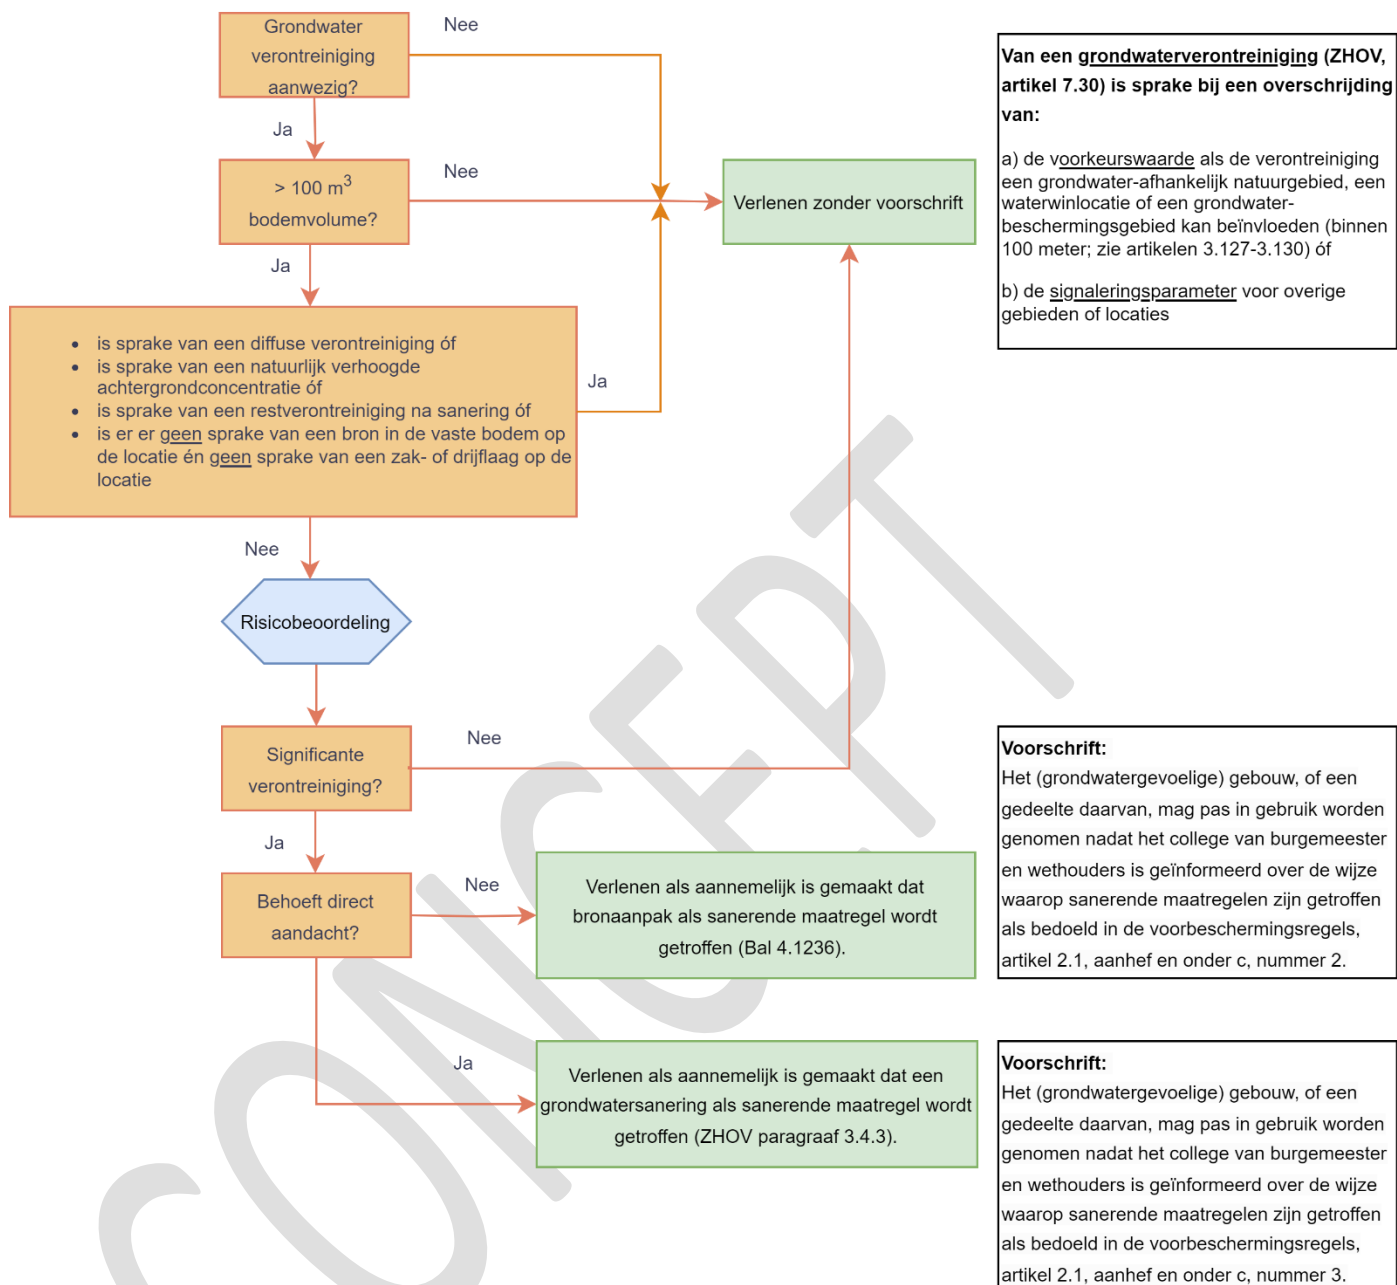 Grondwater
verontreiniging
aanwezig?
Nee
Ja
> 100 m³
bodemvolume?
Nee
Verlenen zonder voorschrift
Ja
• is sprake van een diffuse verontreiniging óf
• is sprake van een natuurlijk verhoogde
achtergrondconcentratie óf
• is sprake van een restverontreiniging na sanering óf
• is er er geen sprake van een bron in de vaste bodem op
de locatie én geen sprake van een zak- of drijflaag op de
locatie
Ja
Nee
Risicobeoordeling
Significante
verontreiniging?
Nee
Ja
Behoeft direct
aandacht?
Nee
Verlenen als aannemelijk is gemaakt dat
bronaanpak als sanerende maatregel wordt
getroffen (Bal 4.1236).
Ja
Verlenen als aannemelijk is gemaakt dat een
grondwatersanering als sanerende maatregel wordt
getroffen (ZHOV paragraaf 3.4.3).
Van een grondwaterverontreiniging (ZHOV,
artikel 7.30) is sprake bij een overschrijding
van:
a) de voorkeurswaarde als de verontreiniging
een grondwater-afhankelijk natuurgebied, een
waterwinlocatie of een grondwater-
beschermingsgebied kan beïnvloeden (binnen
100 meter; zie artikelen 3.127-3.130) óf
b) de signaleringsparameter voor overige
gebieden of locaties
Voorschrift:
Het (grondwatergevoelige) gebouw, of een
gedeelte daarvan, mag pas in gebruik worden
genomen nadat het college van burgemeester
en wethouders is geïnformeerd over de wijze
waarop sanerende maatregelen zijn getroffen
als bedoeld in de voorbeschermingsregels,
artikel 2.1, aanhef en onder c, nummer 2.
Voorschrift:
Het (grondwatergevoelige) gebouw, of een
gedeelte daarvan, mag pas in gebruik worden
genomen nadat het college van burgemeester
en wethouders is geïnformeerd over de wijze
waarop sanerende maatregelen zijn getroffen
als bedoeld in de voorbeschermingsregels,
artikel 2.1, aanhef en onder c, nummer 3.
CONCEPT